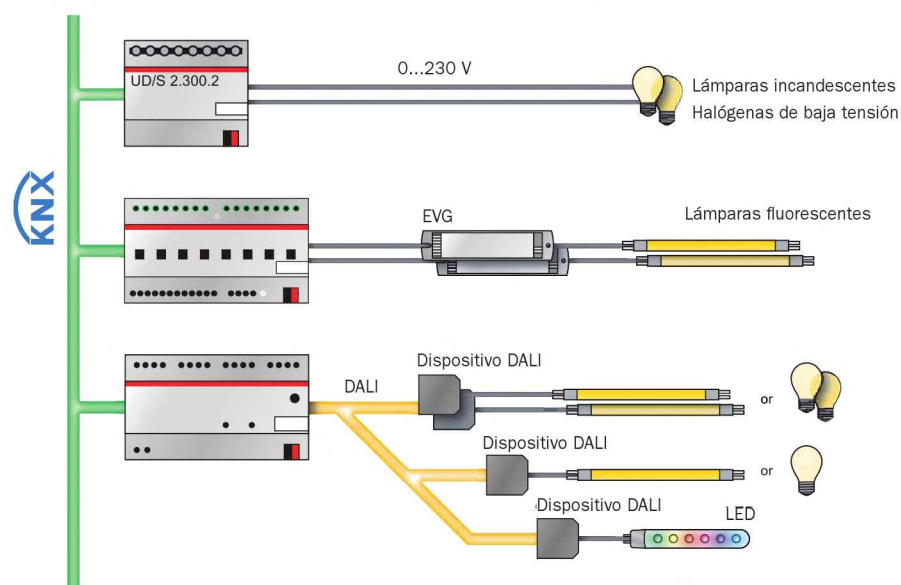 UD/S 2.300.2
0...230 V
Lámparas incandescentes
Halógenas de baja tensión
KNX
EVG
Lámparas fluorescentes
Dispositivo DALI
DALI
or
Dispositivo DALI
or
Dispositivo DALI
LED